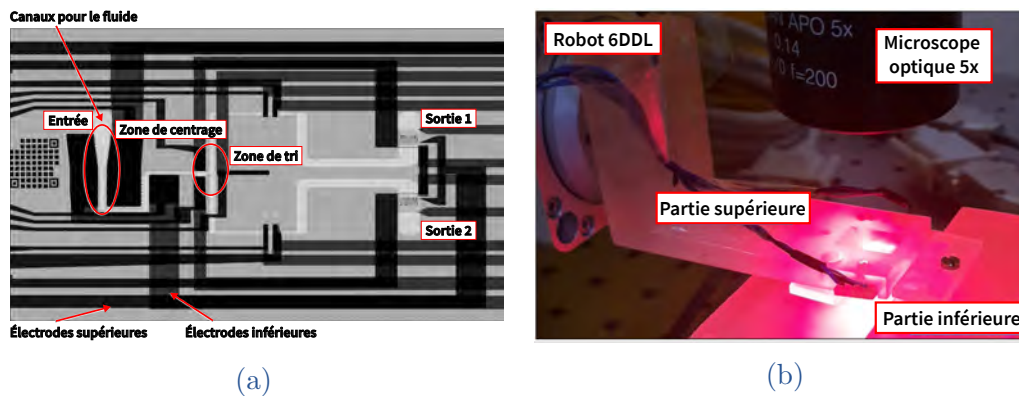 Canaux pour le fluide
Entrée
Zone de centrage
Zone de tri
Sortie 1
Sortie 2
Électrodes supérieures
Électrodes inférieures
(a)
Robot 6DDL
APO 5x
0.14
f=200
Microscope
optique 5x
Partie supérieure
Partie inférieure
(b)